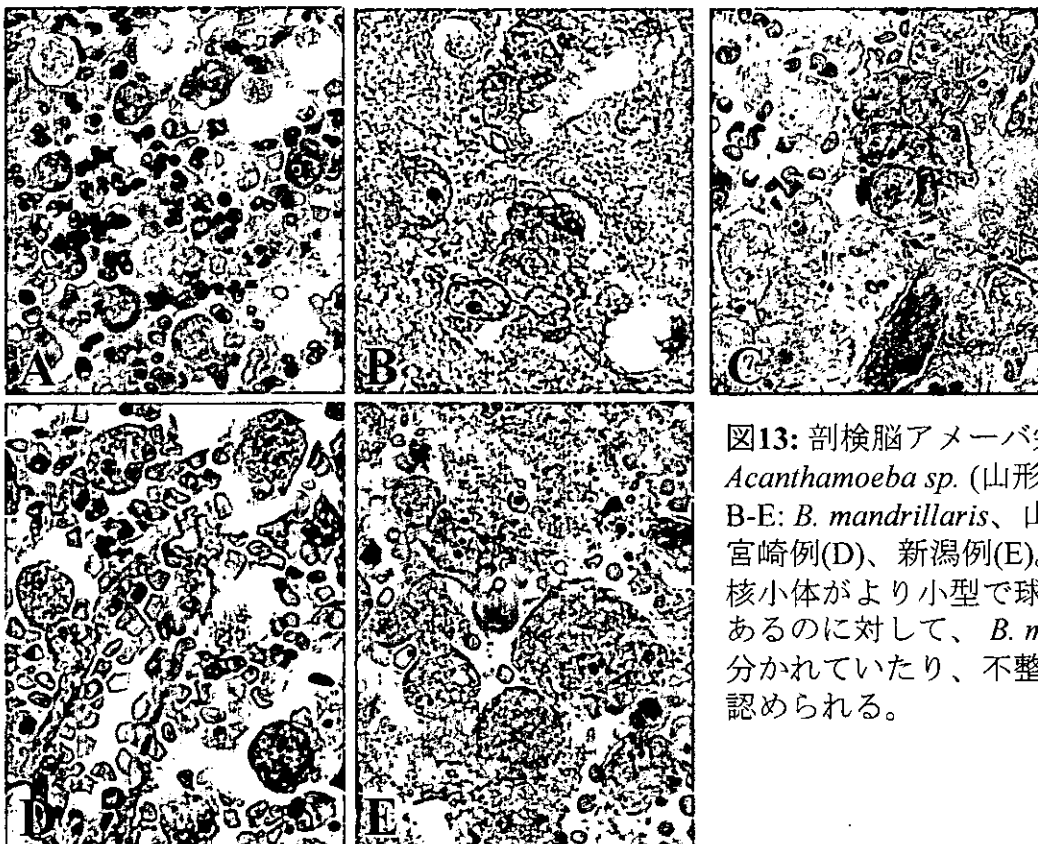 A
B
C
D
E
図13: 剖検脳アメーバ
Acanthamoeba sp. (山形
B-E: B. mandrillaris、山
宮崎例(D)、新潟例(E)。
核小体がより小型で球
あるのに対して、 B. m
分かれていたり、不整
認められる。